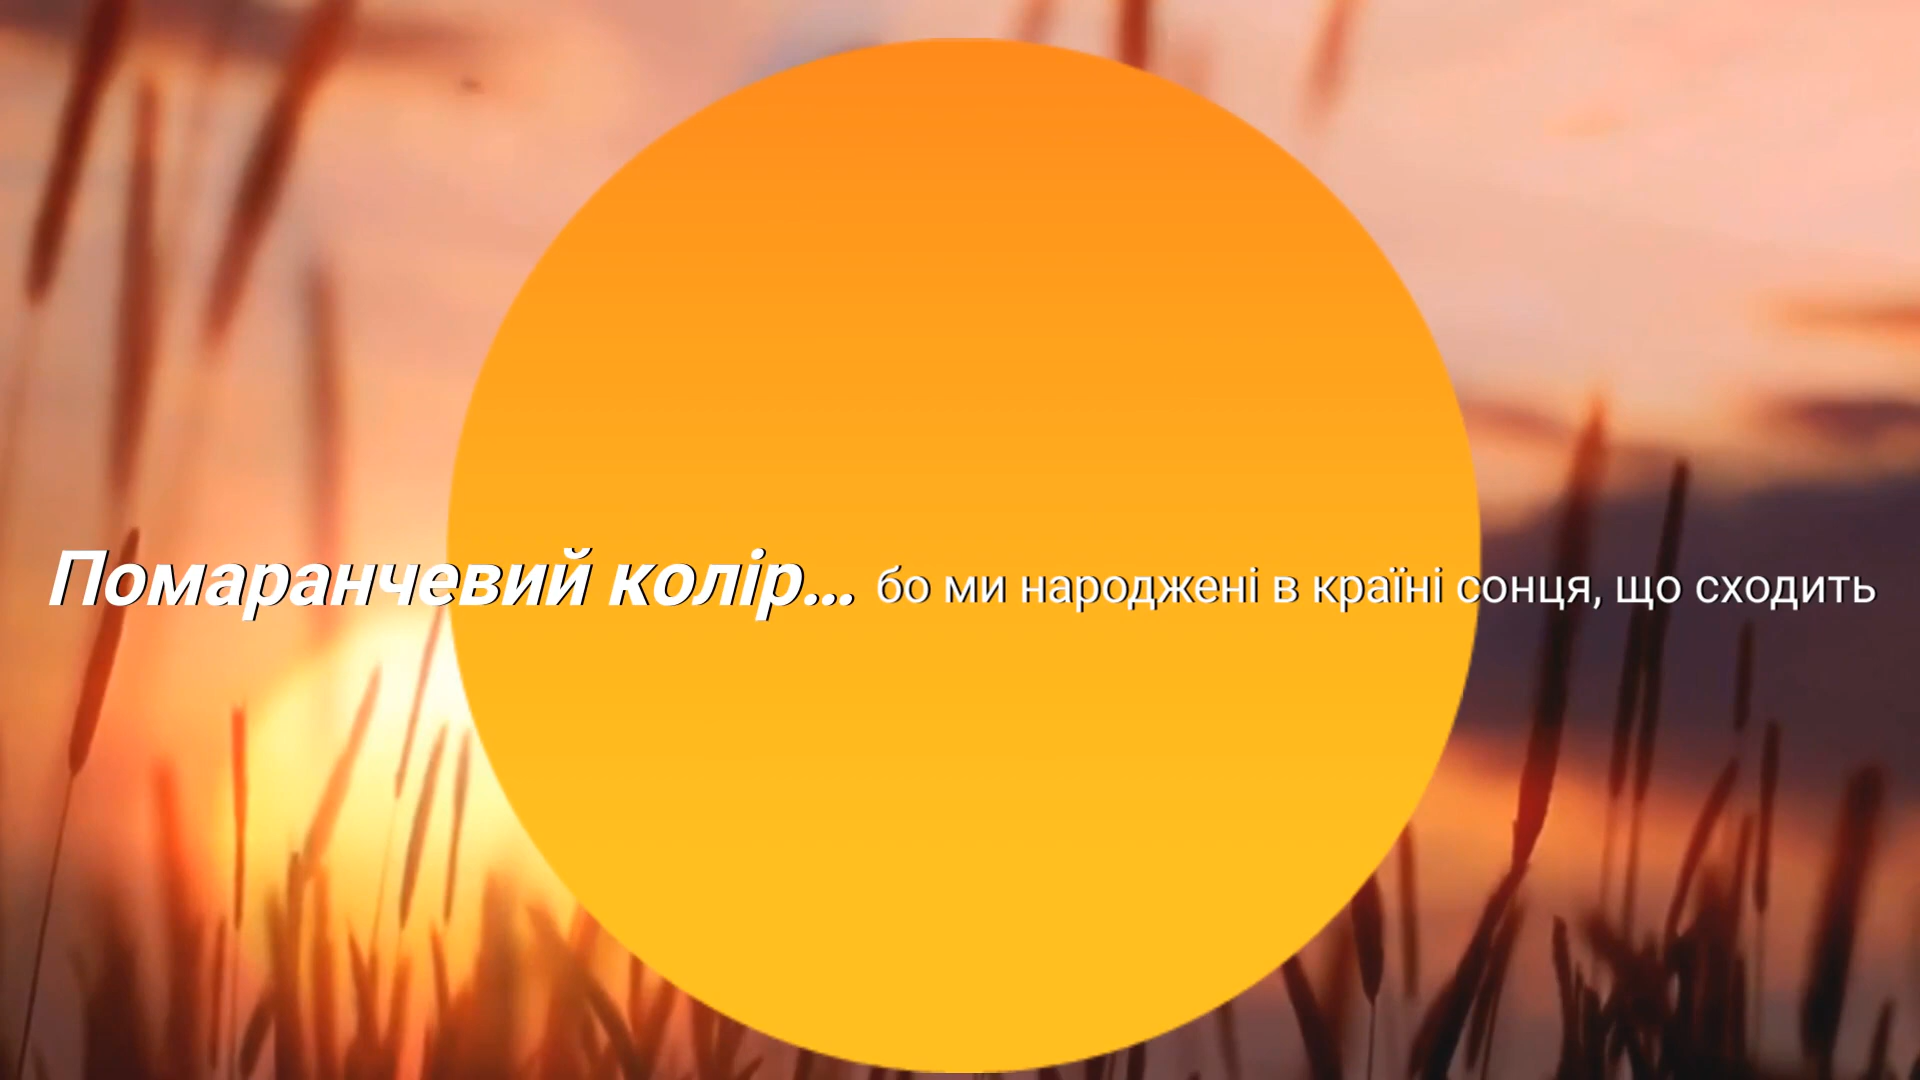 Помаранчевий колір... бо ми народжені в країні сонця, що сходить